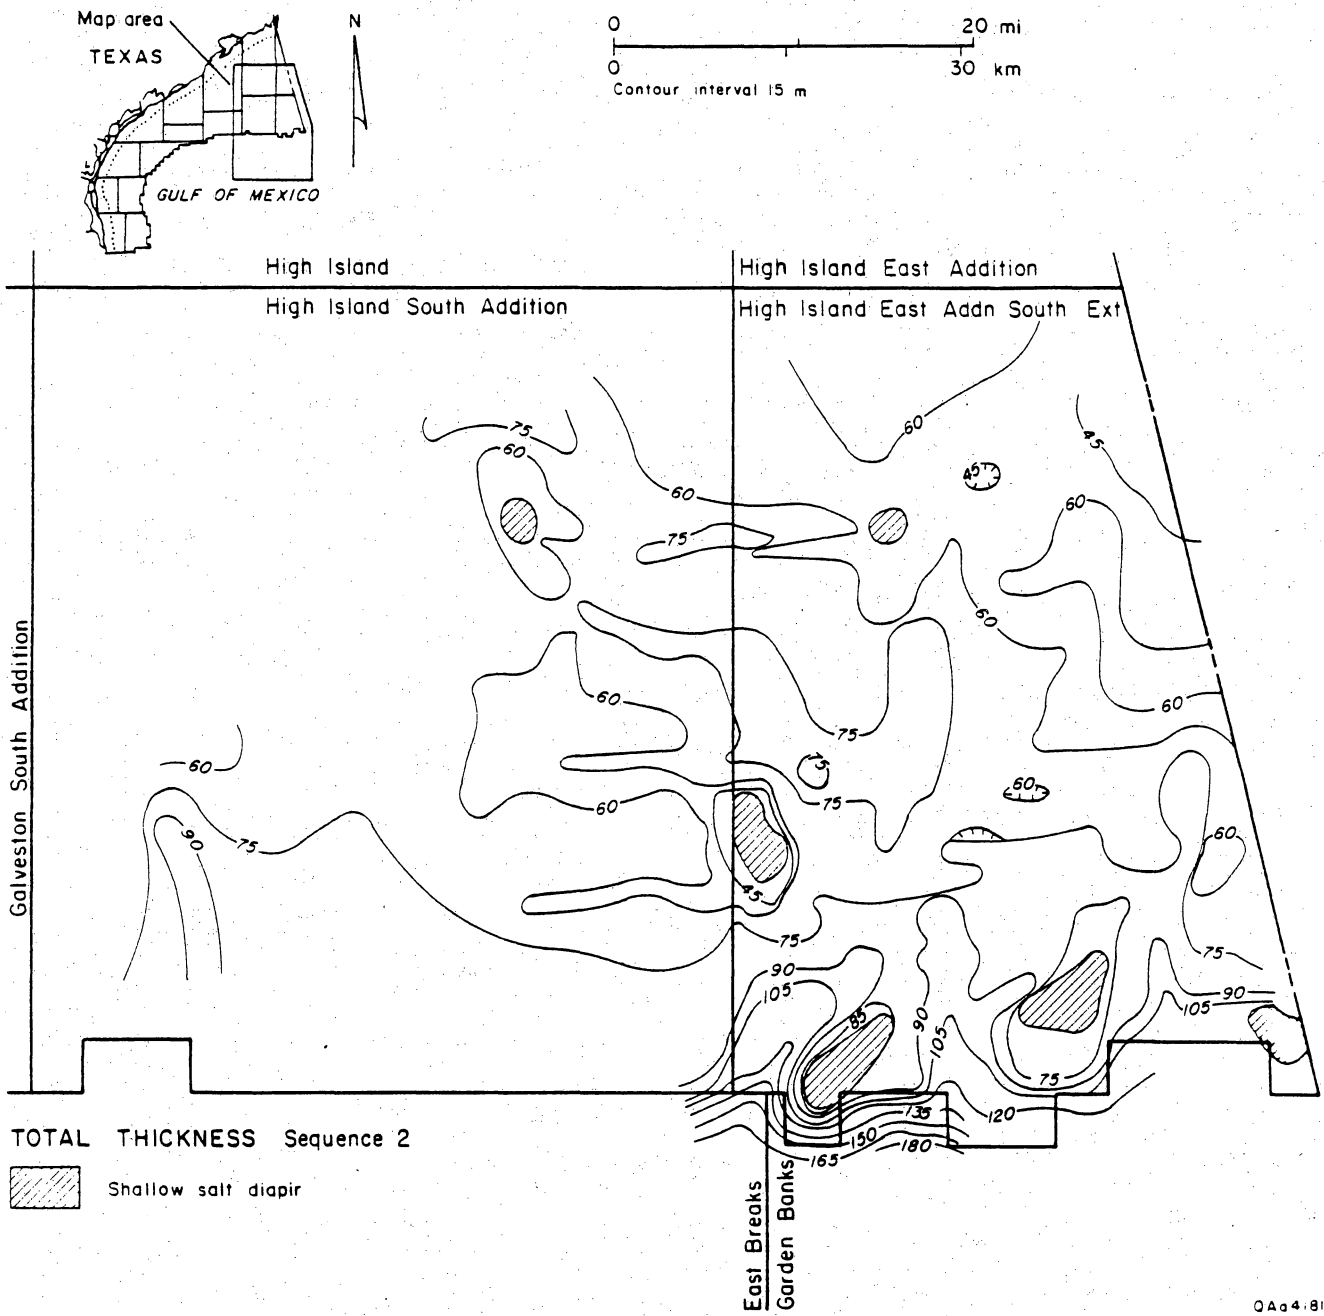 Map area
TEXAS
N
GULF OF MEXICO
0 20 mi
0 30 km
Contour interval 15 m
High Island
High Island East Addition
High Island South Addition
High Island East Addn South Ext
Galveston South Addition
75
60
60
75
60
45
45
60
60
60
60
75
75
75
60
60
60
60
75
90
45
75
90
105
85
90
105
75
75
90
105
120
135
150
165
180
TOTAL THICKNESS Sequence 2
Shallow salt diapir
East Breaks
Garden Banks